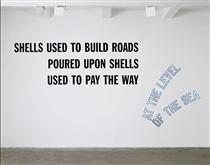 SHELLS USED TO BUILD ROADS
POURED UPON SHELLS
USED TO PAY THE WAY
AT THE LEVEL
OF THE SEA